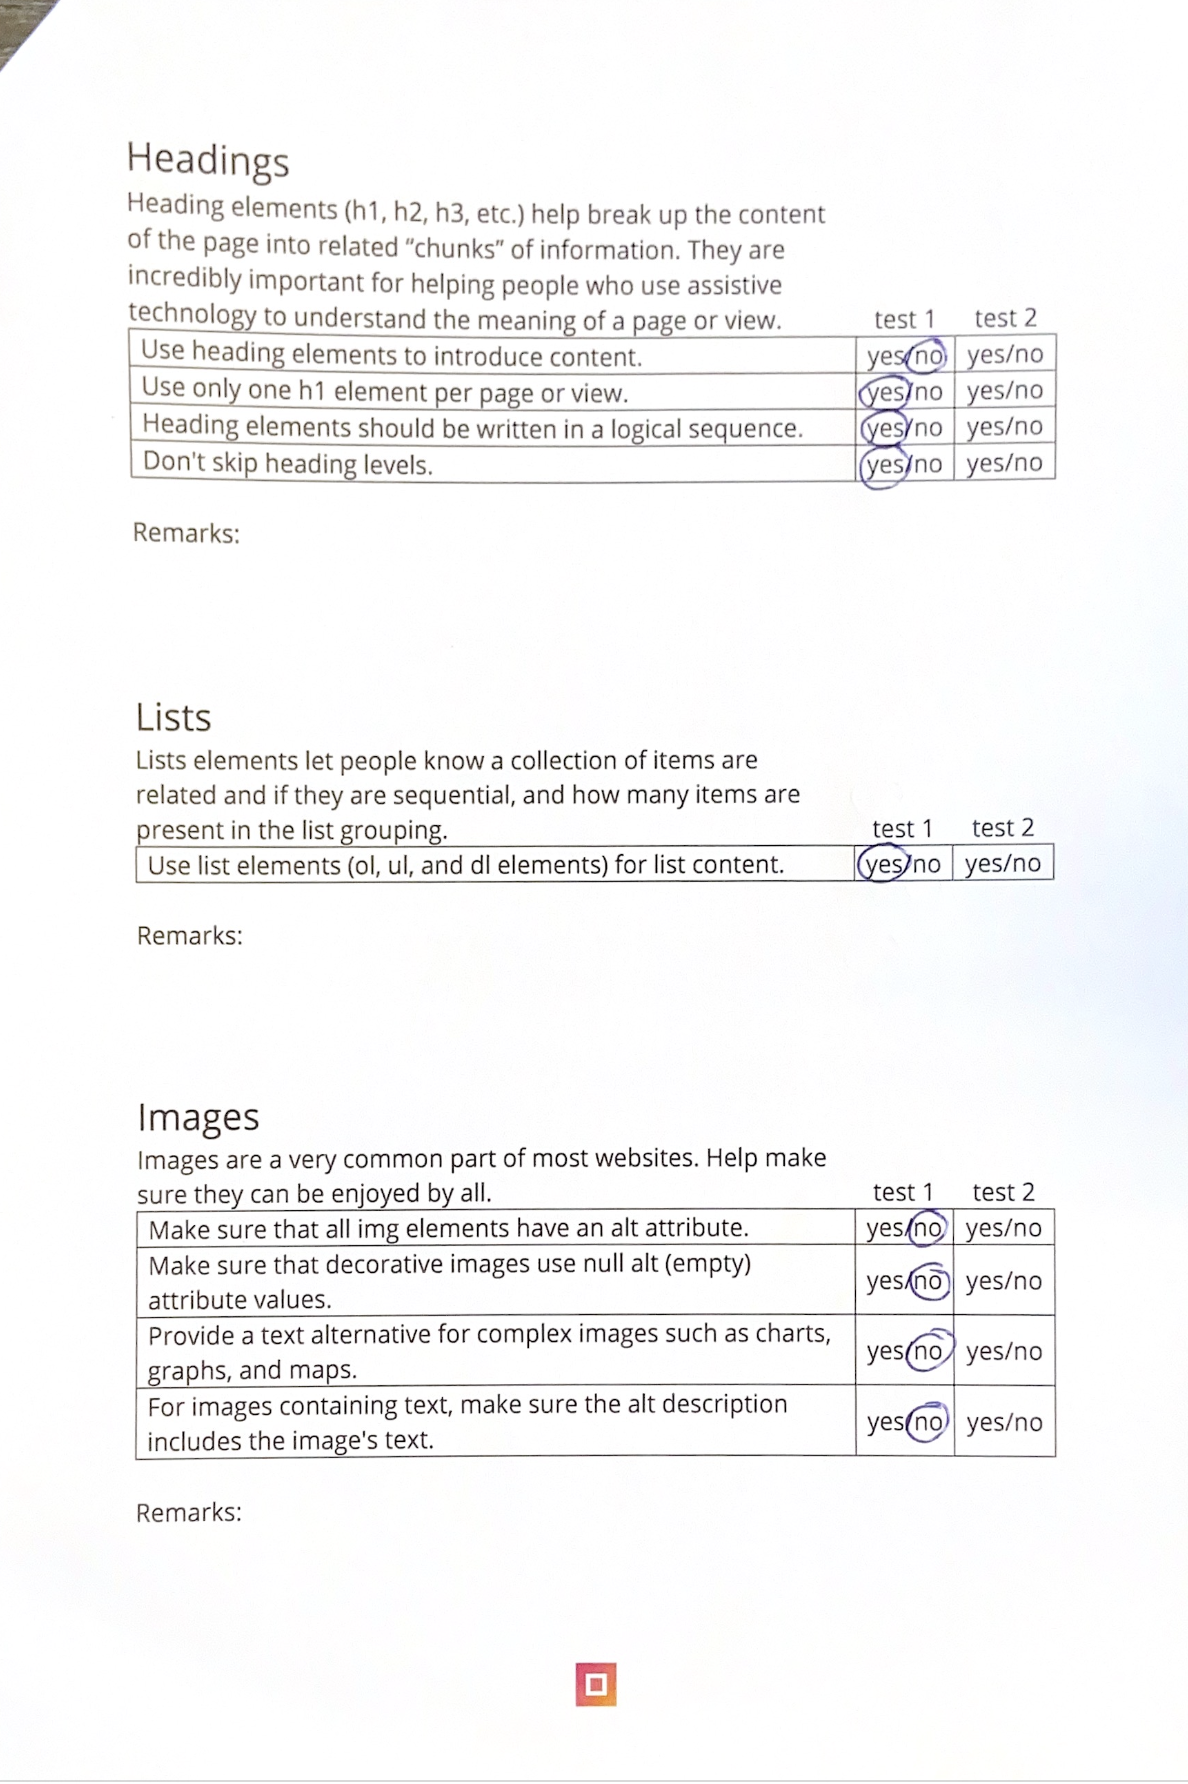 Headings
Heading elements (h1, h2, h3, etc.) help break up the content
of the page into related “chunks” of information. They are
incredibly important for helping people who use assistive
technology to understand the meaning of a page or view. test 1 test 2
Use heading elements to introduce content. yes/no yes/no
Use only one h1 element per page or view. yes/no yes/no
Heading elements should be written in a logical sequence. yes/no yes/no
Don't skip heading levels. yes/no yes/no
Remarks:
Lists
Lists elements let people know a collection of items are
related and if they are sequential, and how many items are
present in the list grouping. test 1 test 2
Use list elements (ol, ul, and dl elements) for list content. yes/no yes/no
Remarks:
Images
Images are a very common part of most websites. Help make
sure they can be enjoyed by all. test 1 test 2
Make sure that all img elements have an alt attribute. yes/no yes/no
Make sure that decorative images use null alt (empty)
attribute values. yes/no yes/no
Provide a text alternative for complex images such as charts,
graphs, and maps. yes/no yes/no
For images containing text, make sure the alt description
includes the image's text. yes/no yes/no
Remarks: